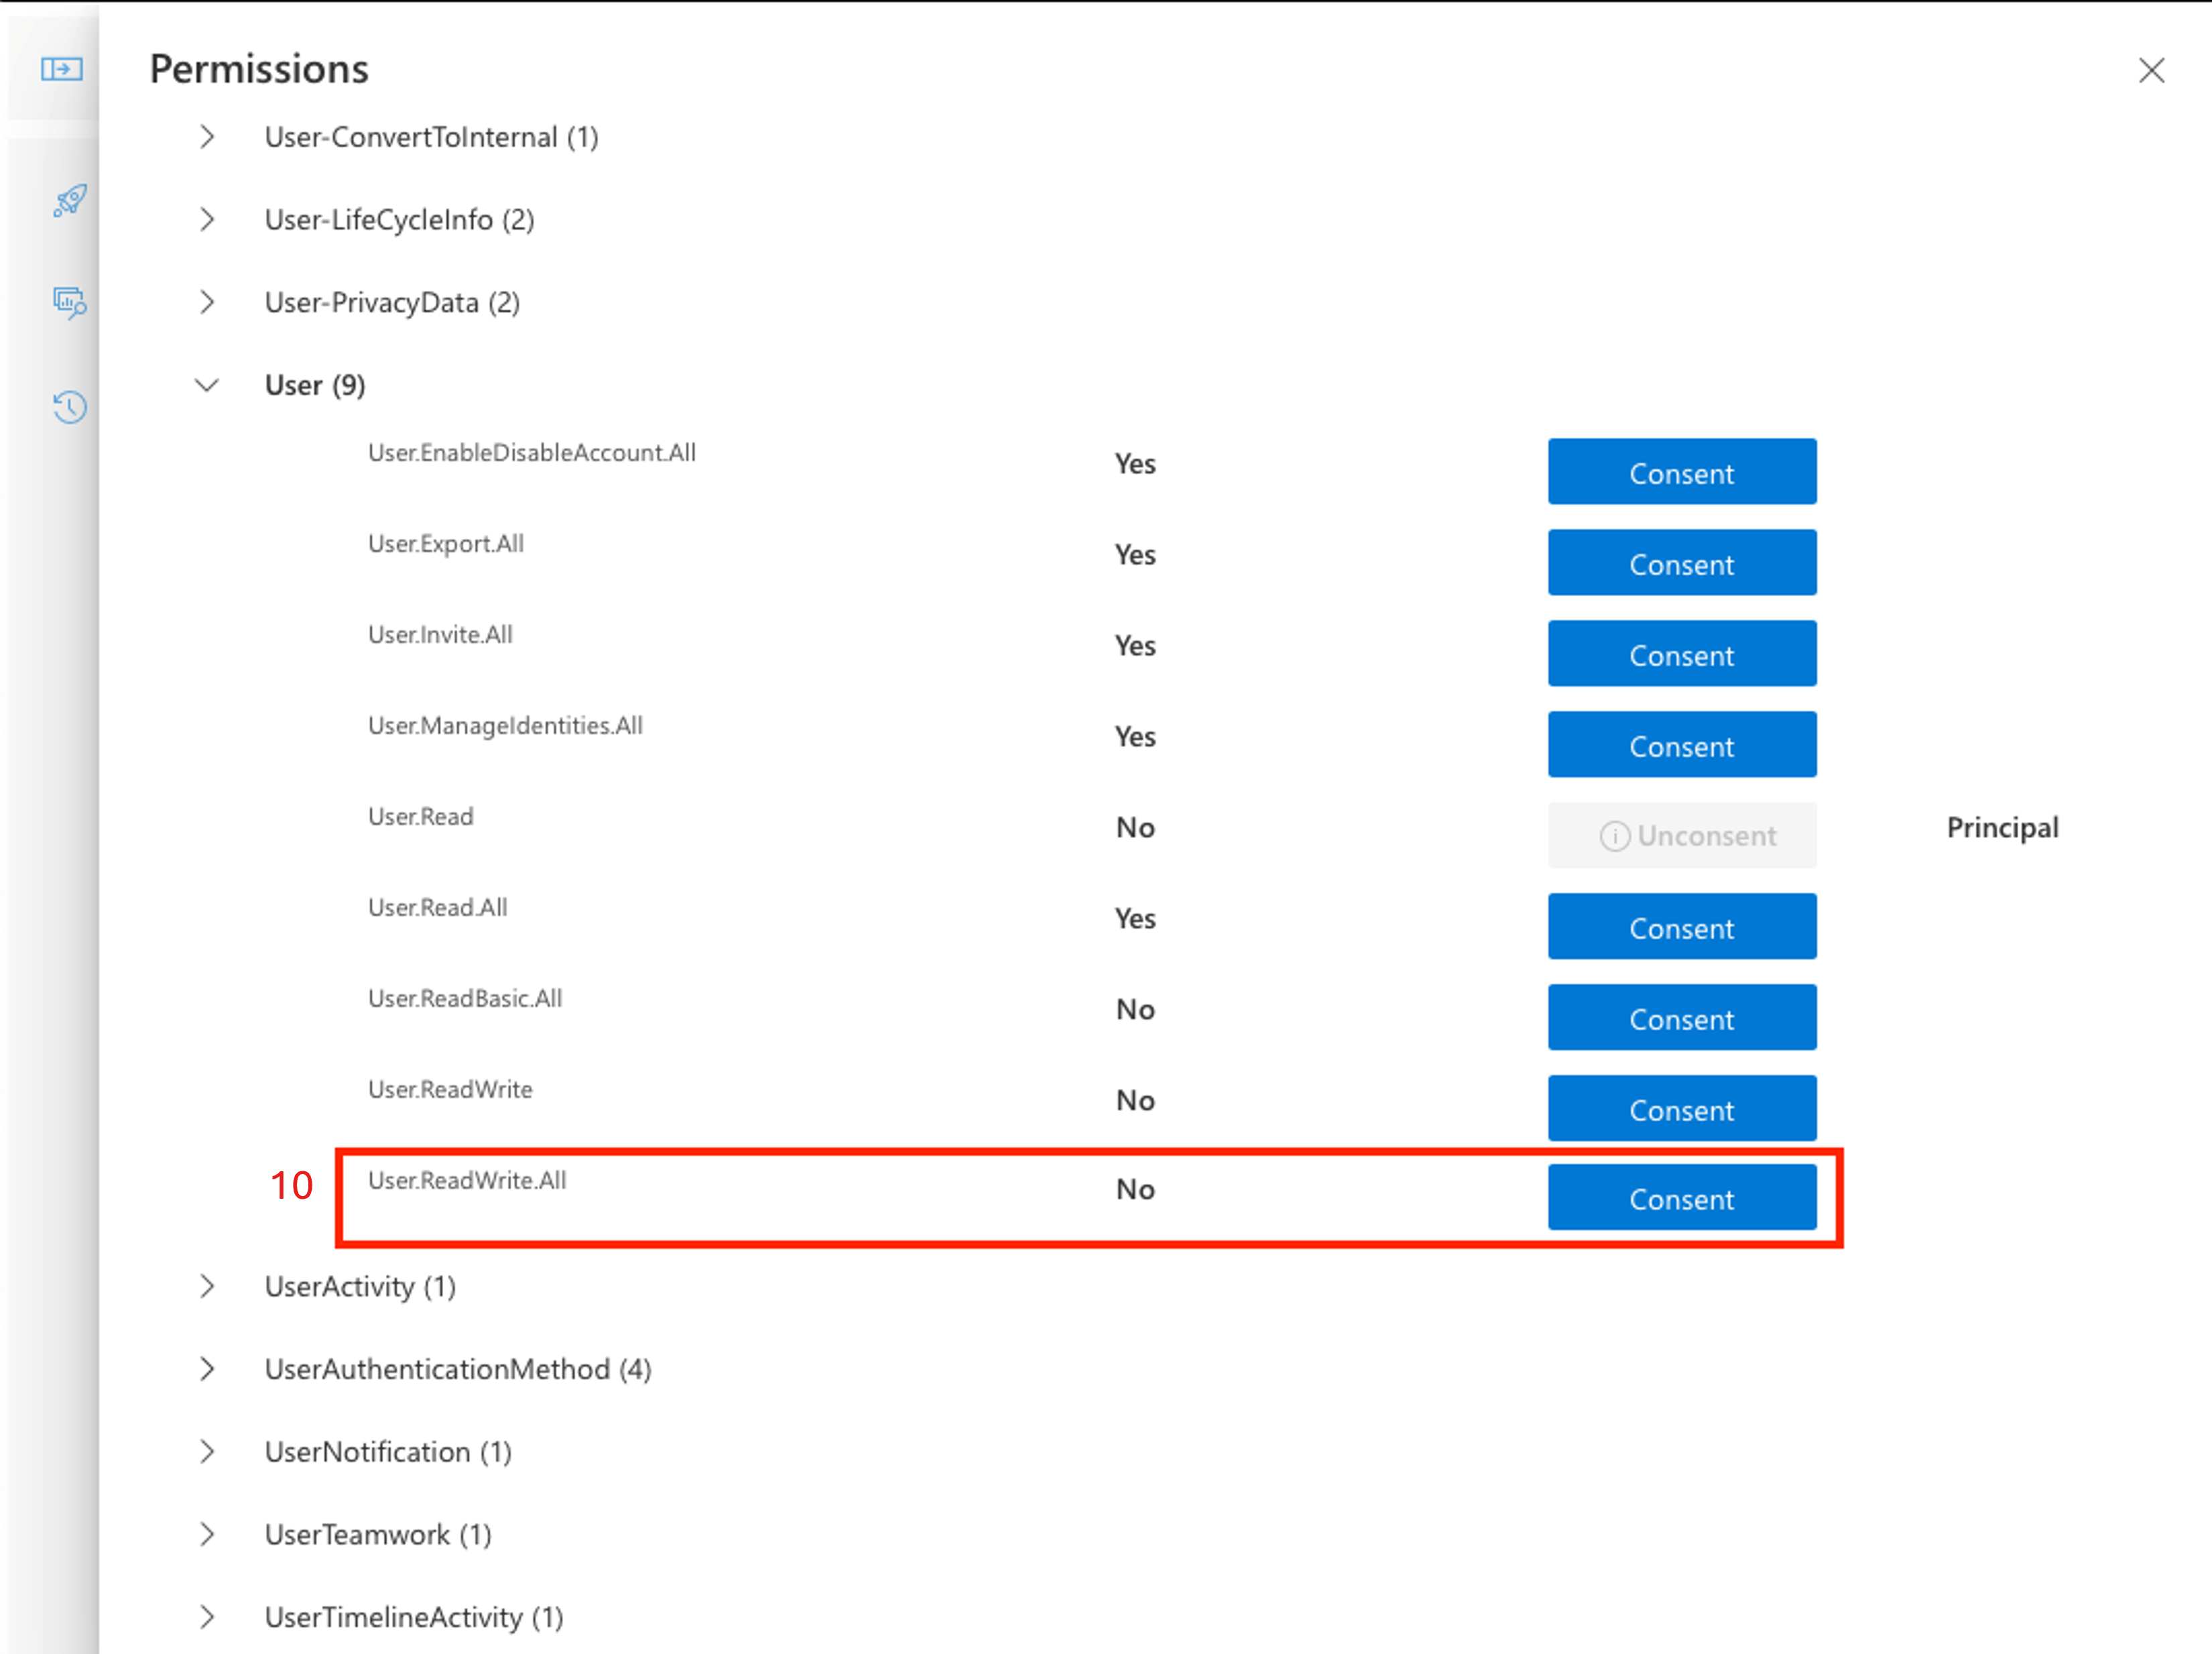 Permissions
User-ConvertToInternal (1)
User-LifeCycleInfo (2)
User-PrivacyData (2)
User (9)
User.EnableDisableAccount.All Yes Consent
User.Export.All Yes Consent
User.Invite.All Yes Consent
User.ManageIdentities.All Yes Consent
User.Read No Unconsent Principal
User.Read.All Yes Consent
User.ReadBasic.All No Consent
User.ReadWrite No Consent
10 User.ReadWrite.All No Consent
UserActivity (1)
UserAuthenticationMethod (4)
UserNotification (1)
UserTeamwork (1)
UserTimelineActivity (1)